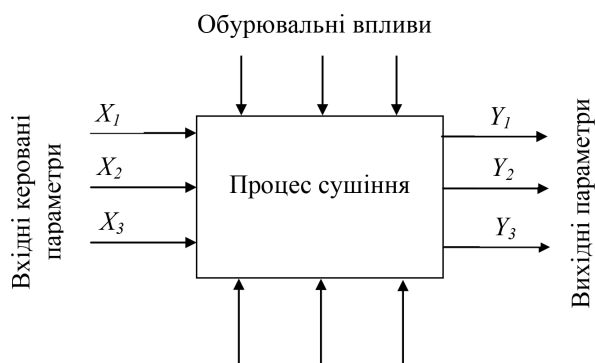 Обурювальні впливи
Вхідні керовані
параметри
X1
X2
X3
Процес сушіння
Y1
Y2
Y3
Вихідні параметри